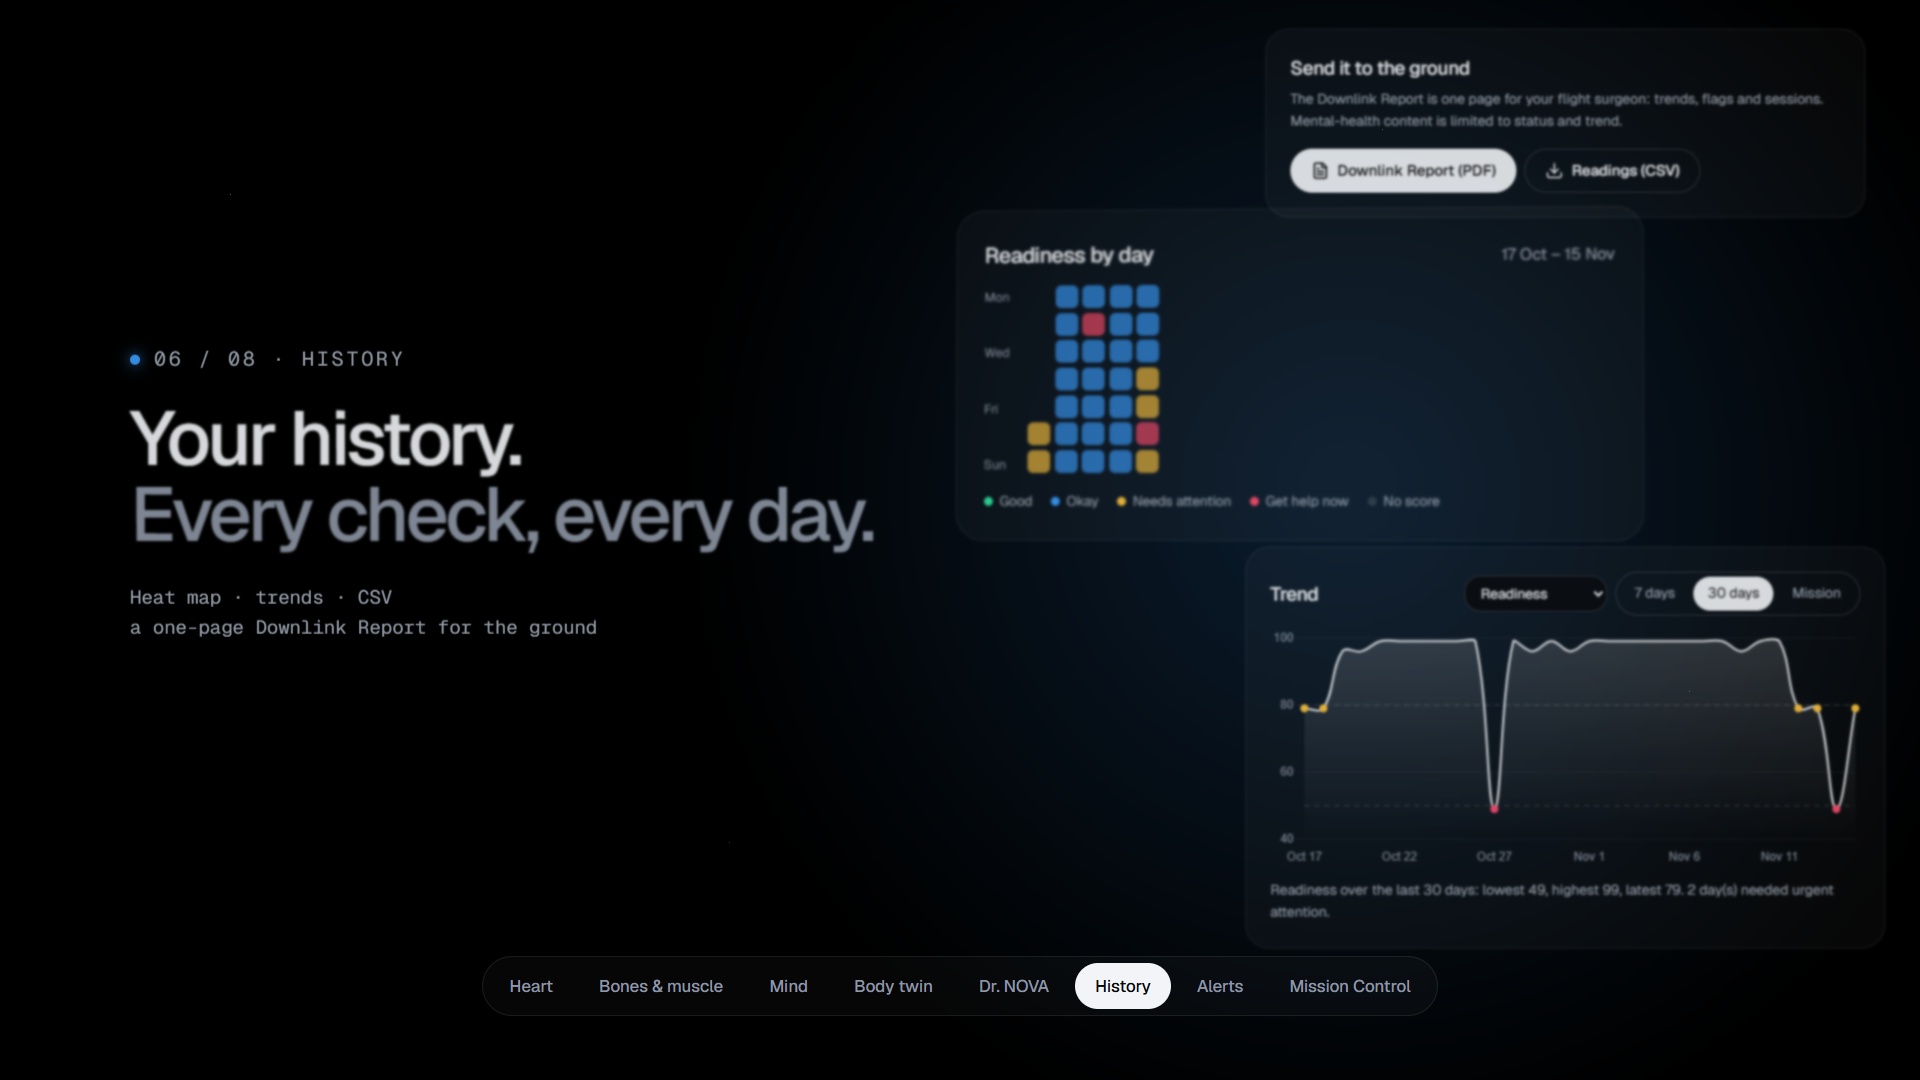 06 / 08 · HISTORY
Your history.
Every check, every day.
Heat map · trends · CSV
a one-page Downlink Report for the ground
Send it to the ground
The Downlink Report is one page for your flight surgeon: trends, flags and sessions.
Mental-health content is limited to status and trend.
Downlink Report (PDF)
Readings (CSV)
Readiness by day
17 Oct – 15 Nov
Mon
Wed
Fri
Sun
Good
Okay
Needs attention
Get help now
No score
Trend
Readiness
7 days
30 days
Mission
100
80
60
40
Oct 17
Oct 22
Oct 27
Nov 1
Nov 6
Nov 11
Readiness over the last 30 days: lowest 49, highest 99, latest 79. 2 day(s) needed urgent
attention.
Heart
Bones & muscle
Mind
Body twin
Dr. NOVA
History
Alerts
Mission Control